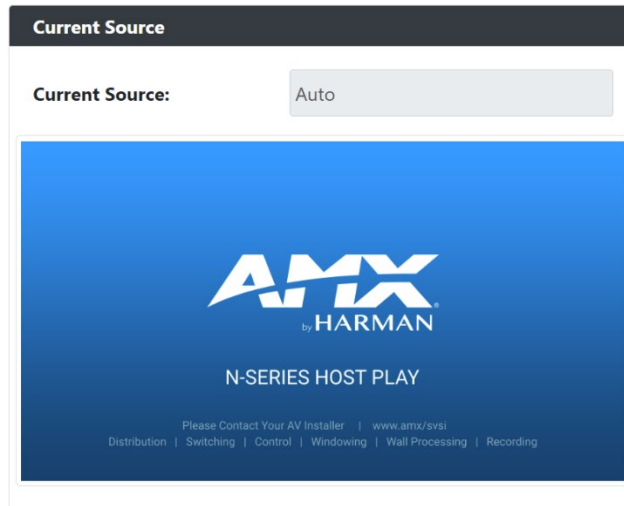 Current Source
Current Source: Auto
AMX
by HARMAN
N-SERIES HOST PLAY
Please Contact Your AV Installer | www.amx/svsi
Distribution | Switching | Control | Windowing | Wall Processing | Recording